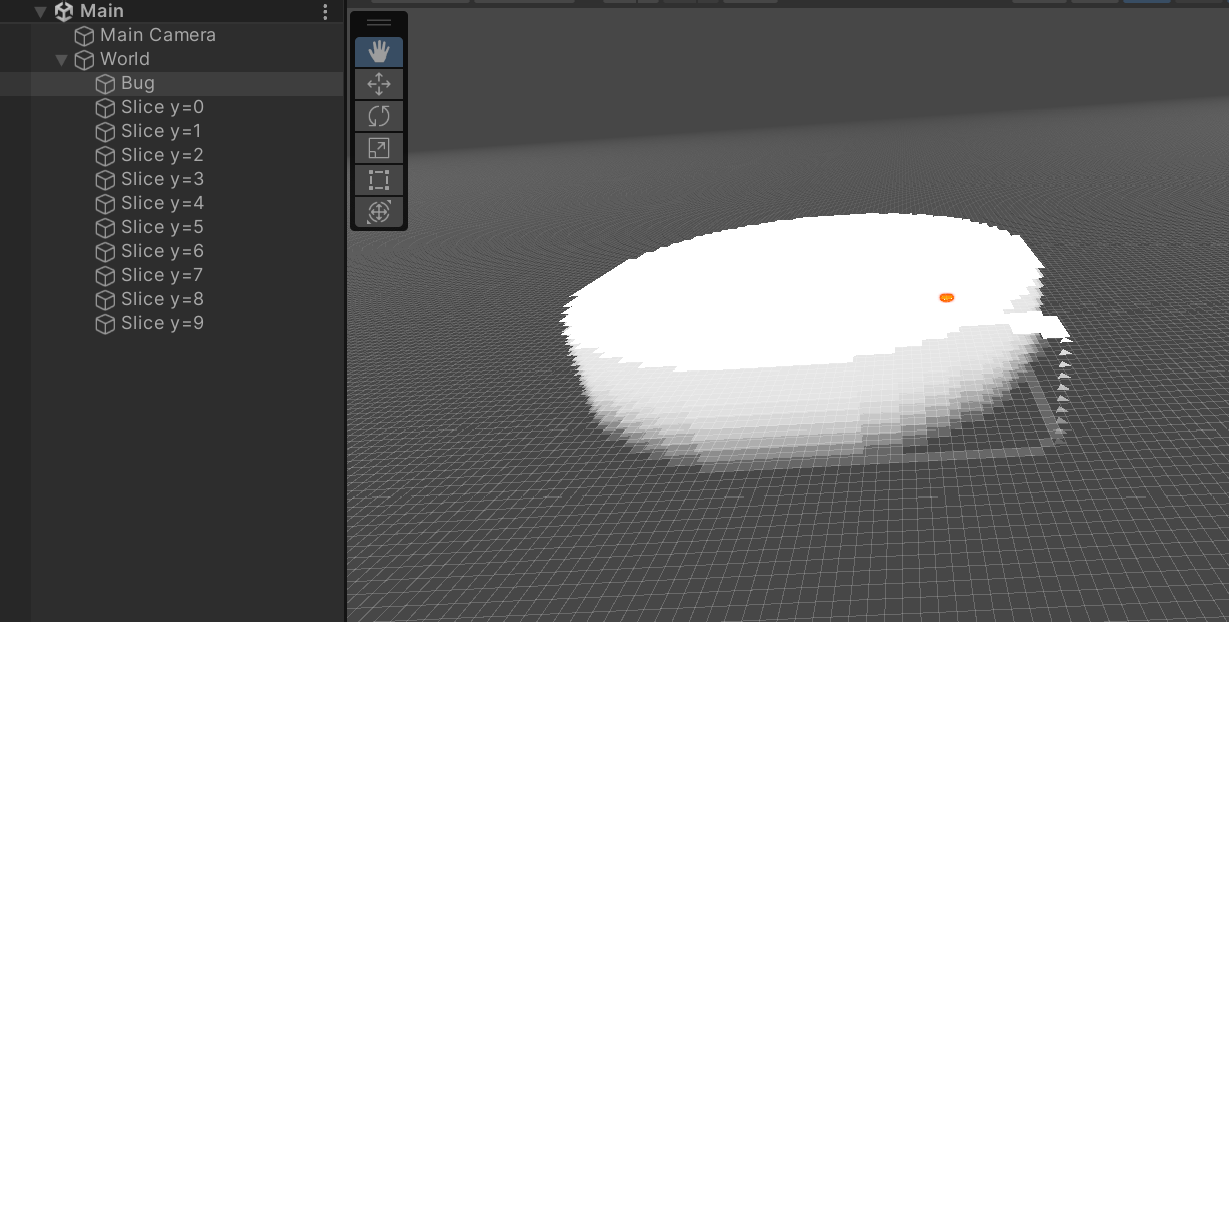 Main
Main Camera
World
Bug
Slice y=0
Slice y=1
Slice y=2
Slice y=3
Slice y=4
Slice y=5
Slice y=6
Slice y=7
Slice y=8
Slice y=9